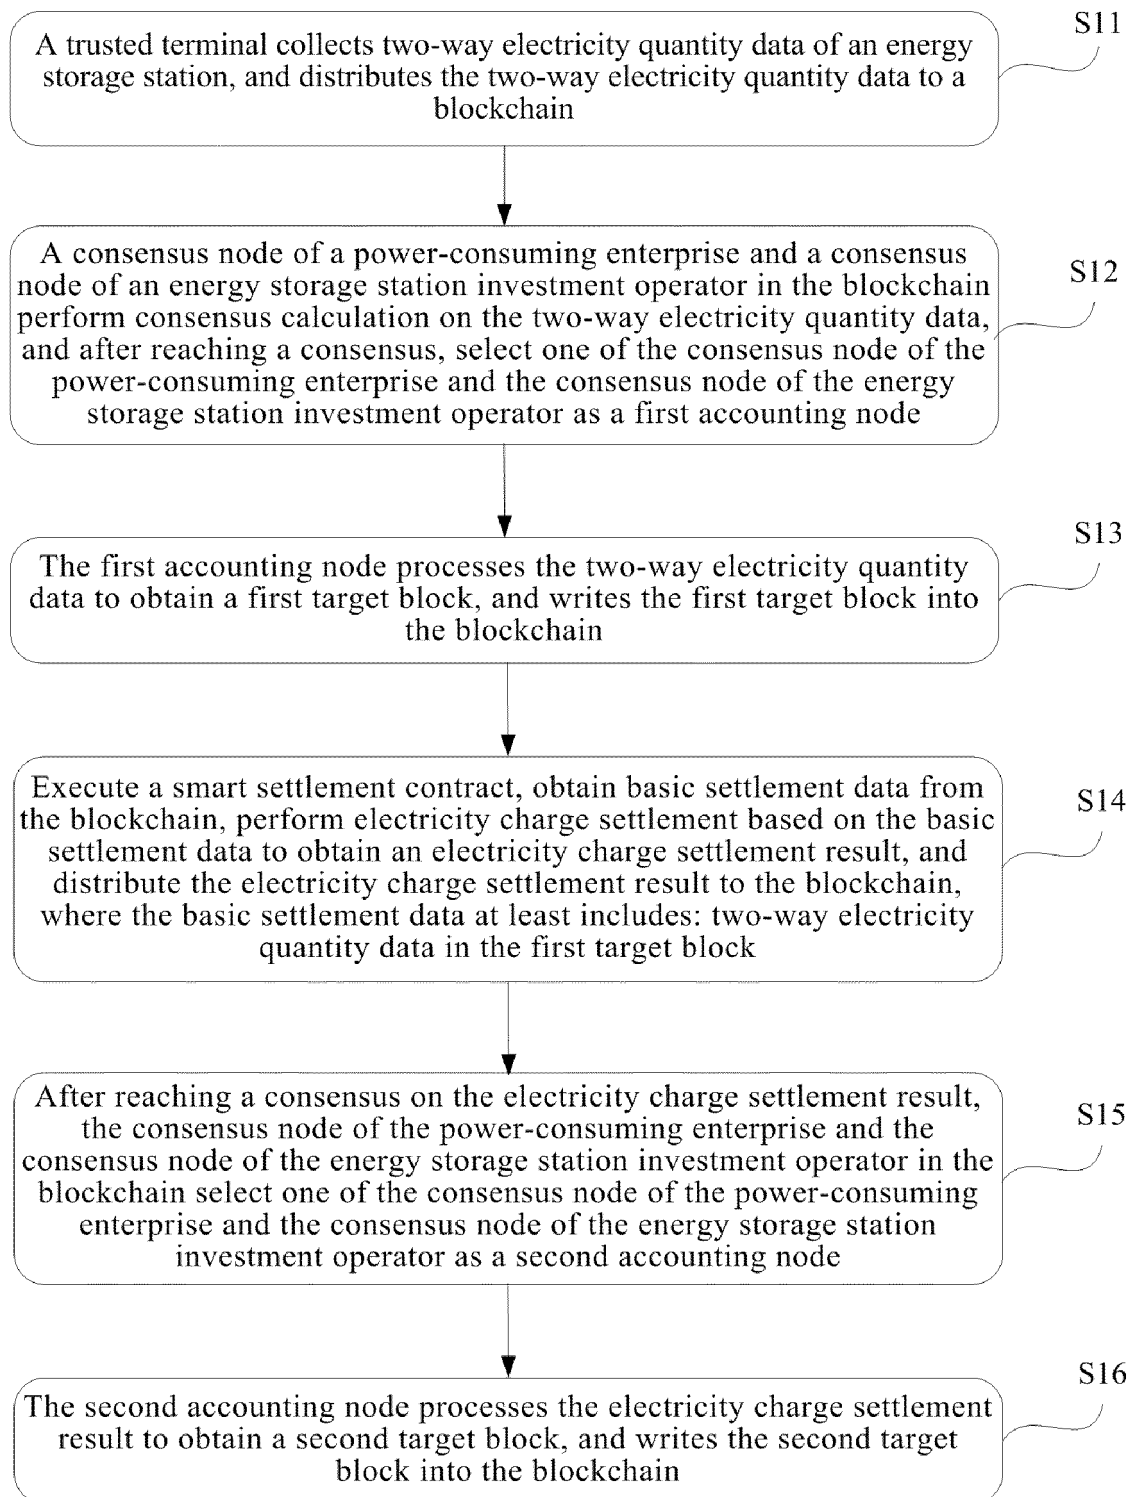 S11
A trusted terminal collects two-way electricity quantity data of an energy
storage station, and distributes the two-way electricity quantity data to a
blockchain
S12
A consensus node of a power-consuming enterprise and a consensus
node of an energy storage station investment operator in the blockchain
perform consensus calculation on the two-way electricity quantity data,
and after reaching a consensus, select one of the consensus node of the
power-consuming enterprise and the consensus node of the energy
storage station investment operator as a first accounting node
S13
The first accounting node processes the two-way electricity quantity
data to obtain a first target block, and writes the first target block into
the blockchain
S14
Execute a smart settlement contract, obtain basic settlement data from
the blockchain, perform electricity charge settlement based on the basic
settlement data to obtain an electricity charge settlement result, and
distribute the electricity charge settlement result to the blockchain,
where the basic settlement data at least includes: two-way electricity
quantity data in the first target block
S15
After reaching a consensus on the electricity charge settlement result,
the consensus node of the power-consuming enterprise and the
consensus node of the energy storage station investment operator in the
blockchain select one of the consensus node of the power-consuming
enterprise and the consensus node of the energy storage station
investment operator as a second accounting node
S16
The second accounting node processes the electricity charge settlement
result to obtain a second target block, and writes the second target
block into the blockchain